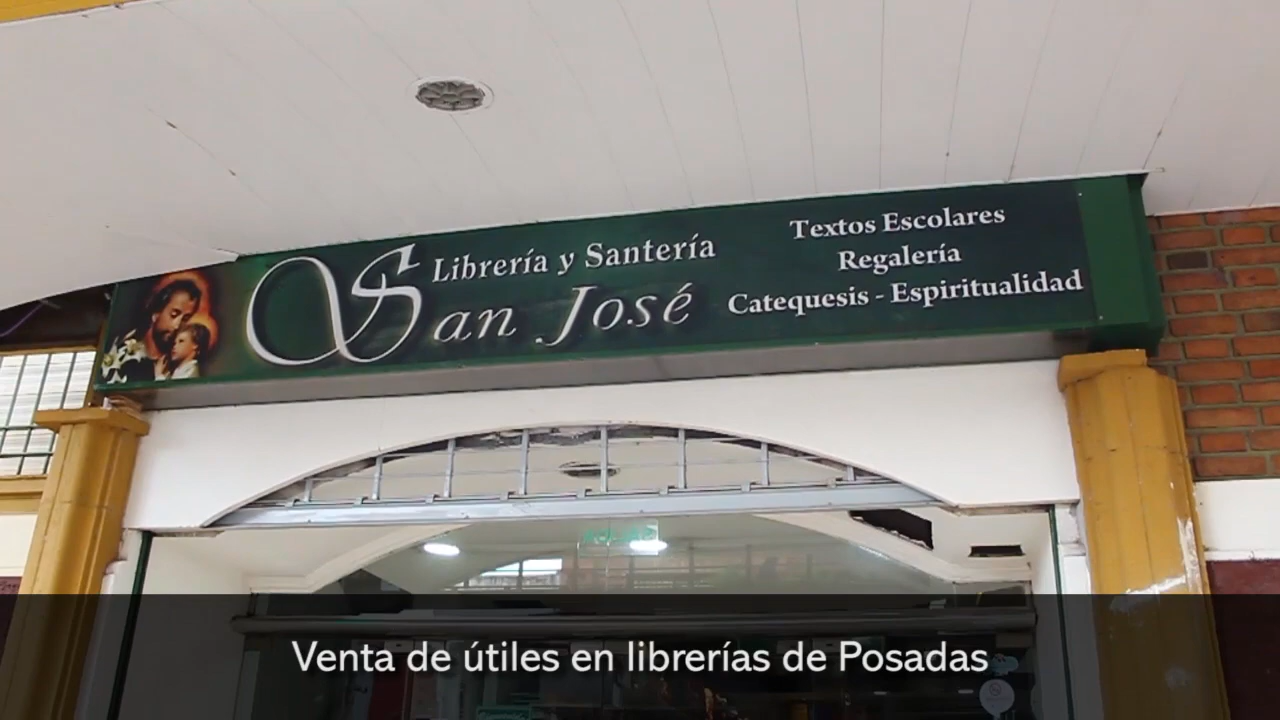 Librería y Santería
San José
Textos Escolares
Regalería
Catequesis - Espiritualidad
Venta de útiles en librerías de Posadas